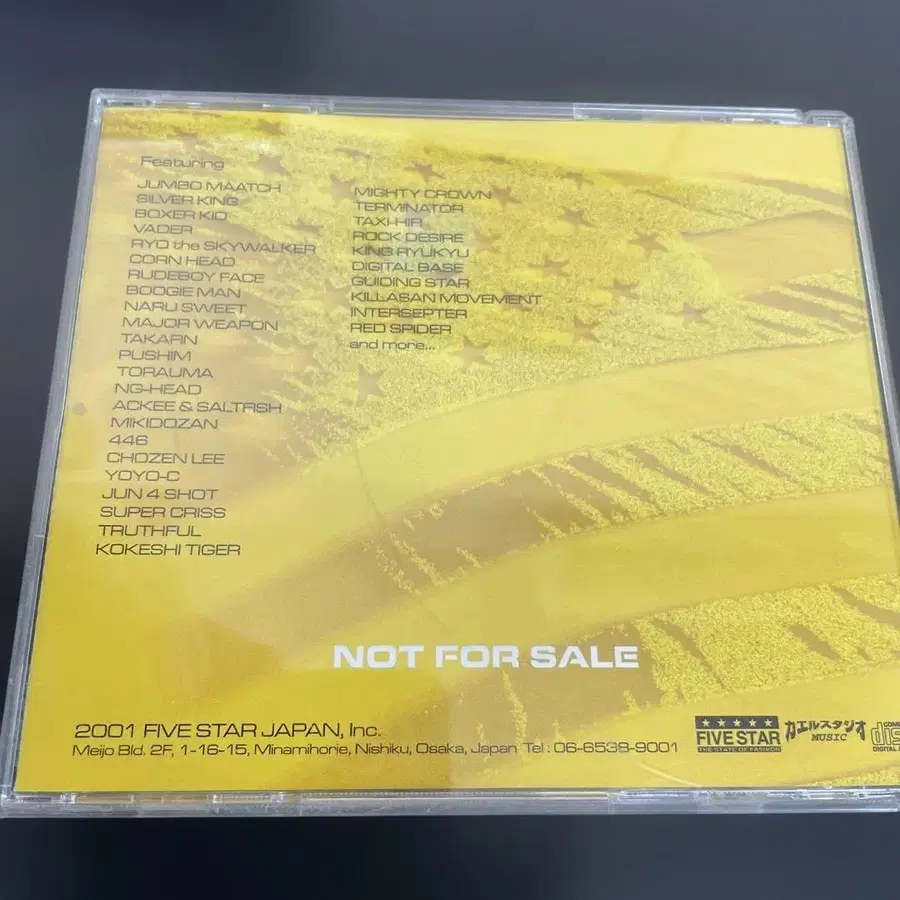 Featuring
JUMBO MAATCH
SILVER KING
BOXER KID
VADER
RYO the SKYWALKER
CORN HEAD
RUDEBOY FACE
BOOGIE MAN
NARU SWEET
MAJOR WEAPON
TAKAFIN
PUSHIM
TORAUMA
NG-HEAD
ACKEE & SALTFISH
MIKIDOZAN
446
CHOZEN LEE
YOYO-C
JUN 4 SHOT
SUPER CRISS
TRUTHFUL
KOKESHI TIGER
MIGHTY CROWN
TERMINATOR
TAXI-HIFI
ROCK DESIRE
KING RYUKYU
DIGITAL BASE
GUIDING STAR
KILLASAN MOVEMENT
INTERSEPTER
RED SPIDER
and more...
NOT FOR SALE
2001 FIVE STAR JAPAN, Inc.
Meijo Bld. 2F, 1-16-15, Minamihorie, Nishiku, Osaka, Japan Tel : 06-6538-9001
FIVE STAR
THE STATE OF FASHION
カエルスタジオ
MUSIC
DIGITAL